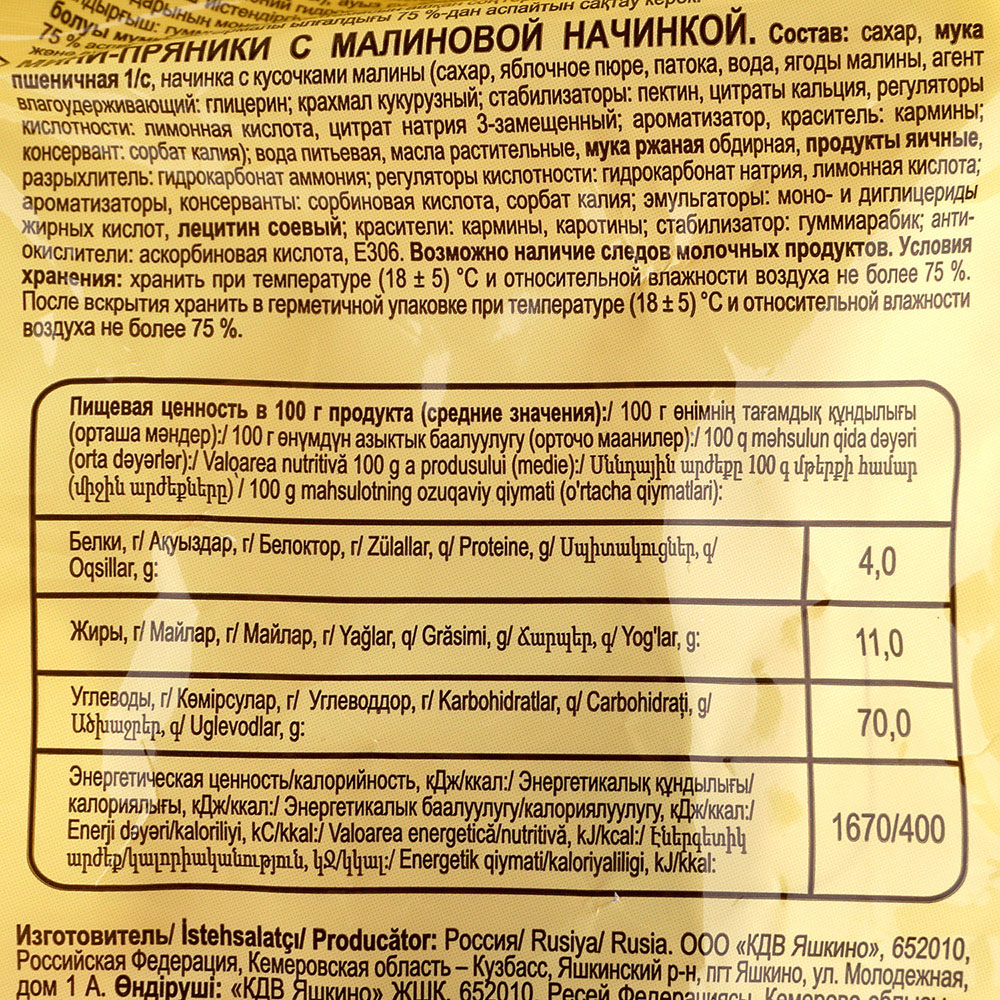 75 %-дан аспайтын сақтау керек.
МИНИ-ПРЯНИКИ С МАЛИНОВОЙ НАЧИНКОЙ. Состав: сахар, мука
пшеничная 1/с, начинка с кусочками малины (сахар, яблочное пюре, патока, вода, ягоды малины, агент
влагоудерживающий: глицерин; крахмал кукурузный; стабилизаторы: пектин, цитраты кальция, регуляторы
кислотности: лимонная кислота, цитрат натрия 3-замещенный; ароматизатор, краситель: кармины;
консервант: сорбат калия); вода питьевая, масла растительные, мука ржаная обдирная, продукты яичные,
разрыхлитель: гидрокарбонат аммония; регуляторы кислотности: гидрокарбонат натрия, лимонная кислота;
ароматизаторы, консерванты: сорбиновая кислота, сорбат калия; эмульгаторы: моно- и диглицериды
жирных кислот, лецитин соевый; красители: кармины, каротины; стабилизатор: гуммиарабик; анти-
окислители: аскорбиновая кислота, Е306. Возможно наличие следов молочных продуктов. Условия
хранения: хранить при температуре (18 ± 5) °С и относительной влажности воздуха не более 75 %.
После вскрытия хранить в герметичной упаковке при температуре (18 ± 5) °С и относительной влажности
воздуха не более 75 %.
Пищевая ценность в 100 г продукта (средние значения):/ 100 г өнімнің тағамдық құндылығы
(орташа мәндер):/ 100 г өнүмдүн азыктык баалуулугу (орточо маанилер):/ 100 q məhsulun qida dəyəri
(orta dəyərlər):/ Valoarea nutritivă 100 g a produsului (medie):/ Սննդային արժեքը 100 գ մթերքի համար
(միջին արժեքները) / 100 g mahsulotning ozuqaviy qiymati (o'rtacha qiymatlari):
Белки, г/ Ақуыздар, г/ Белоктор, г/ Zülallar, q/ Proteine, g/ Սպիտակուցներ, գ/
Oqsillar, g:
4,0
Жиры, г/ Майлар, г/ Майлар, г/ Yağlar, q/ Grăsimi, g/ Ճարպեր, գ/ Yog'lar, g:
11,0
Углеводы, г/ Көмірсулар, г/ Углеводдор, г/ Karbohidratlar, q/ Carbohidrați, g/
Ածխաջրեր, գ/ Uglevodlar, g:
70,0
Энергетическая ценность/калорийность, кДж/ккал:/ Энергетикалық құндылығы/
калориялығы, кДж/ккал:/ Энергетикалык баалуулугу/калориялуулугу, кДж/ккал:/
Enerji dəyəri/kaloriliyi, kC/kkal:/ Valoarea energetică/nutritivă, kJ/kcal:/ Էներգետիկ
արժեք/կալորիականություն, կՋ/կկալ:/ Energetik qiymati/kaloriyaliligi, kJ/kkal:
1670/400
Изготовитель/ İstehsalatçı/ Producător: Россия/ Rusiya/ Rusia. ООО «КДВ Яшкино», 652010,
Российская Федерация, Кемеровская область – Кузбасс, Яшкинский р-н, пгт Яшкино, ул. Молодежная,
дом 1 А. Өндіруші: «КДВ Яшкино» ЖШК, 652010, Ресей Федерациясы,